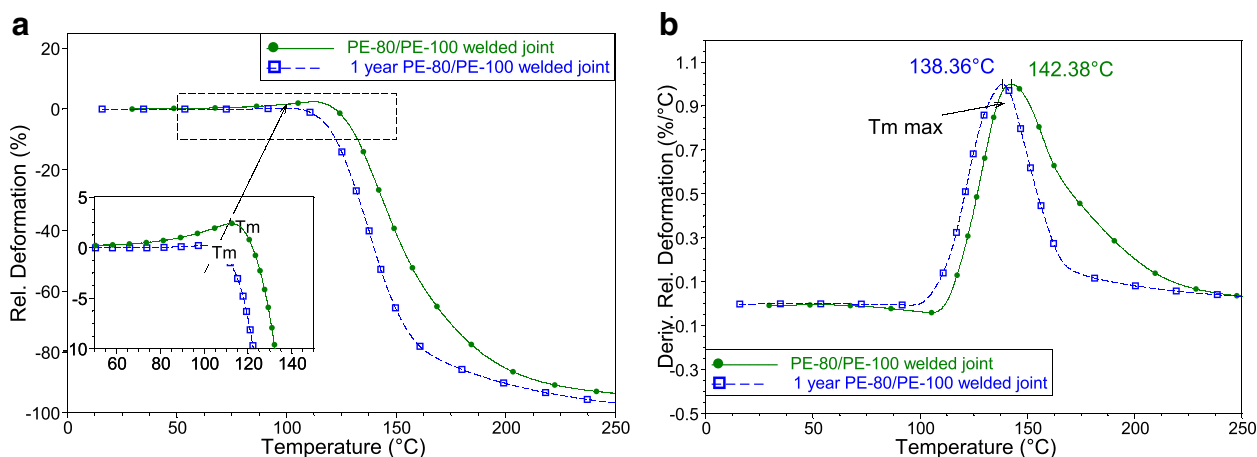 a
20
0
-20
-40
-60
-80
-100
Rel. Deformation (%)
PE-80/PE-100 welded joint
1 year PE-80/PE-100 welded joint
5
0
-5
-10
60 80 100 120 140
Tm
Tm
0 50 100 150 200 250
Temperature (°C)
b
1.1
0.9
0.7
0.5
0.3
0.1
-0.1
-0.3
-0.5
Deriv. Rel. Deformation (%/°C)
138.36°C 142.38°C
Tm max
PE-80/PE-100 welded joint
1 year PE-80/PE-100 welded joint
0 50 100 150 200 250
Temperature (°C)